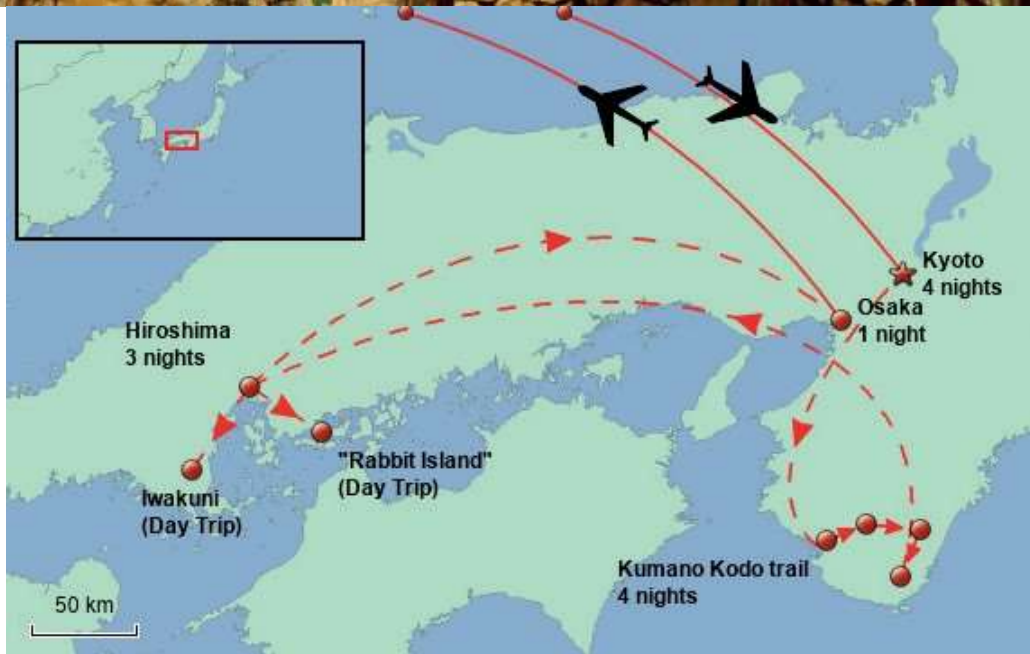 Kyoto
4 nights
Osaka
1 night
Hiroshima
3 nights
"Rabbit Island"
(Day Trip)
Iwakuni
(Day Trip)
Kumano Kodo trail
4 nights
50 km